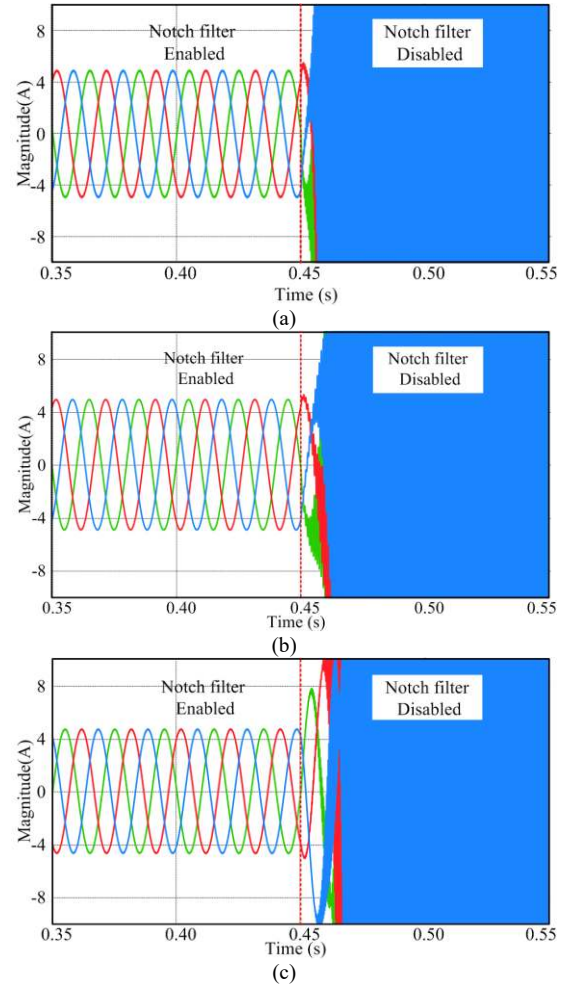 8
Notch filter
Enabled
Notch filter
Disabled
4
0
-4
-8
Magnitude(A)
0.35
0.40
0.45
0.50
0.55
Time (s)
(a)
8
Notch filter
Enabled
Notch filter
Disabled
4
0
-4
-8
Magnitude(A)
0.35
0.40
0.45
0.50
0.55
Time (s)
(b)
8
Notch filter
Enabled
Notch filter
Disabled
4
0
-4
-8
Magnitude(A)
0.35
0.40
0.45
0.50
0.55
Time (s)
(c)